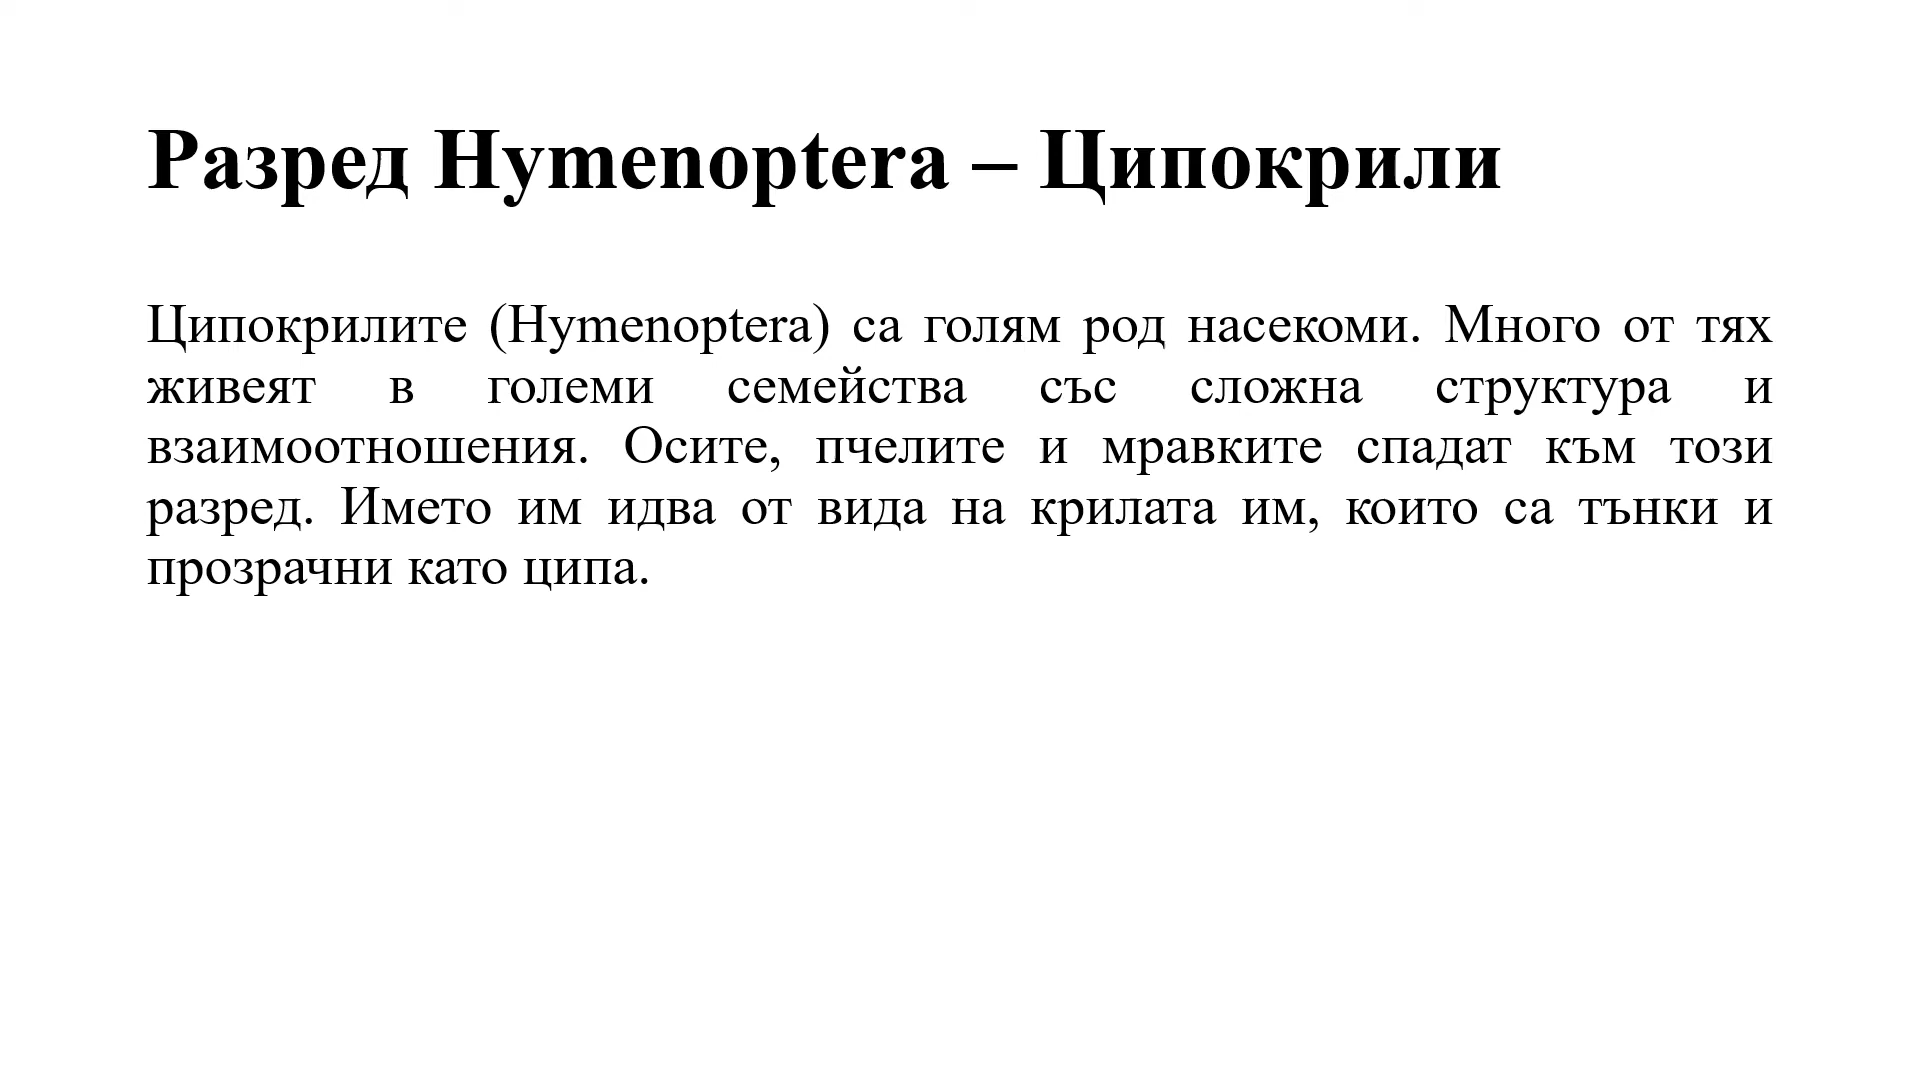 Разред Hymenoptera – Ципокрили
Ципокрилите (Hymenoptera) са голям род насекоми. Много от тях
живеят в големи семейства със сложна структура и
взаимоотношения. Осите, пчелите и мравките спадат към този
разред. Името им идва от вида на крилата им, които са тънки и
прозрачни като ципа.